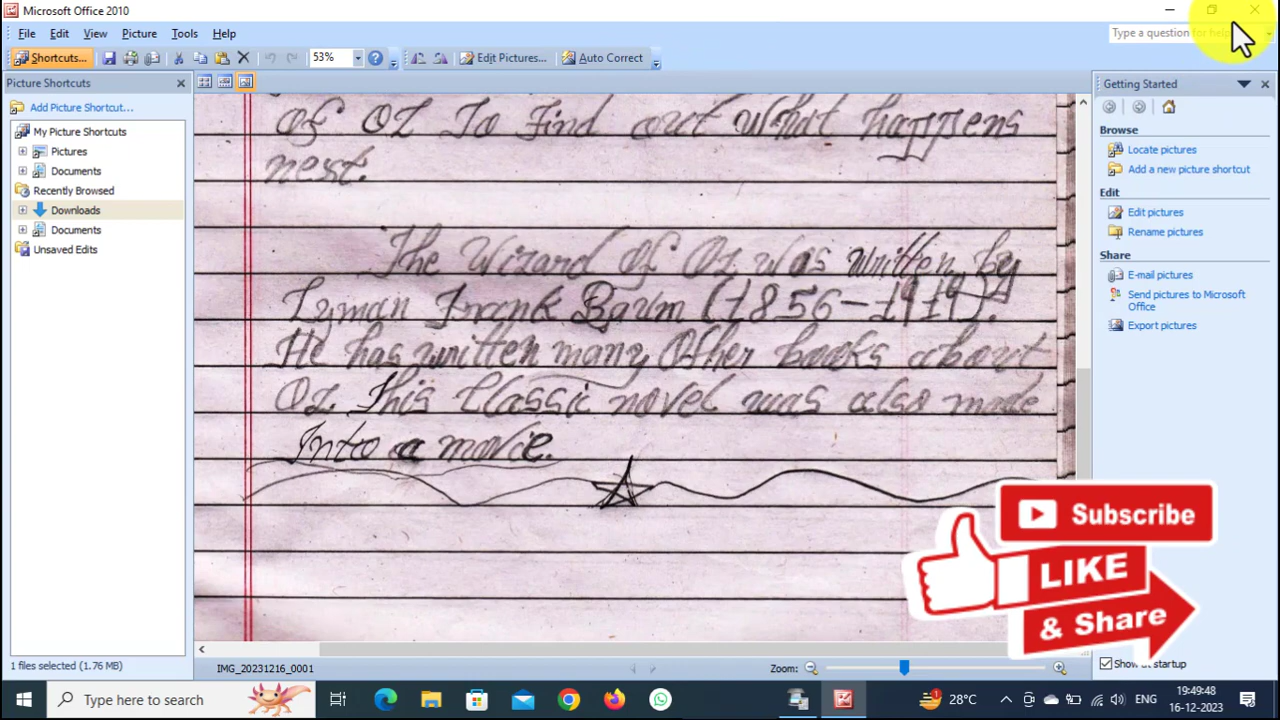 Microsoft Office 2010
File Edit View Picture Tools Help
Type a question for help
Shortcuts... 53% Edit Pictures... Auto Correct
Picture Shortcuts
Getting Started
Add Picture Shortcut...
My Picture Shortcuts
Pictures
Documents
Recently Browsed
Downloads
Documents
Unsaved Edits
of OZ To Find out What happens
nest.
The Wizard Of Oz was written by
Lyman Frank Baum (1856-1919).
He has written many Other books about
Oz. This Classic novel was also made
Into a movie.
Browse
Locate pictures
Add a new picture shortcut
Edit
Edit pictures
Rename pictures
Share
E-mail pictures
Send pictures to Microsoft
Office
Export pictures
Subscribe
LIKE
& Share
Show at startup
1 files selected (1.76 MB)
IMG_20231216_0001
Zoom:
Type here to search
1
28°C
ENG
19:49:48
16-12-2023